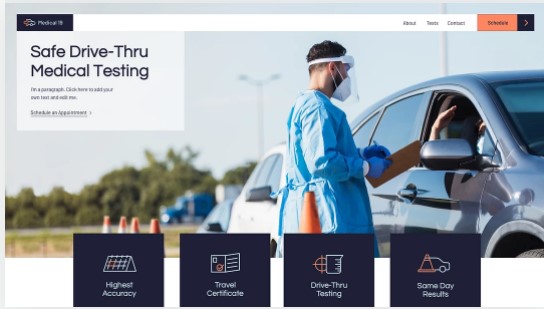 Medical 19
About Tests Contact Schedule
Safe Drive-Thru
Medical Testing
I'm a paragraph. Click here to add your
own text and edit me.
Schedule an Appointment >
Highest
Accuracy
Travel
Certificate
Drive-Thru
Testing
Same Day
Results